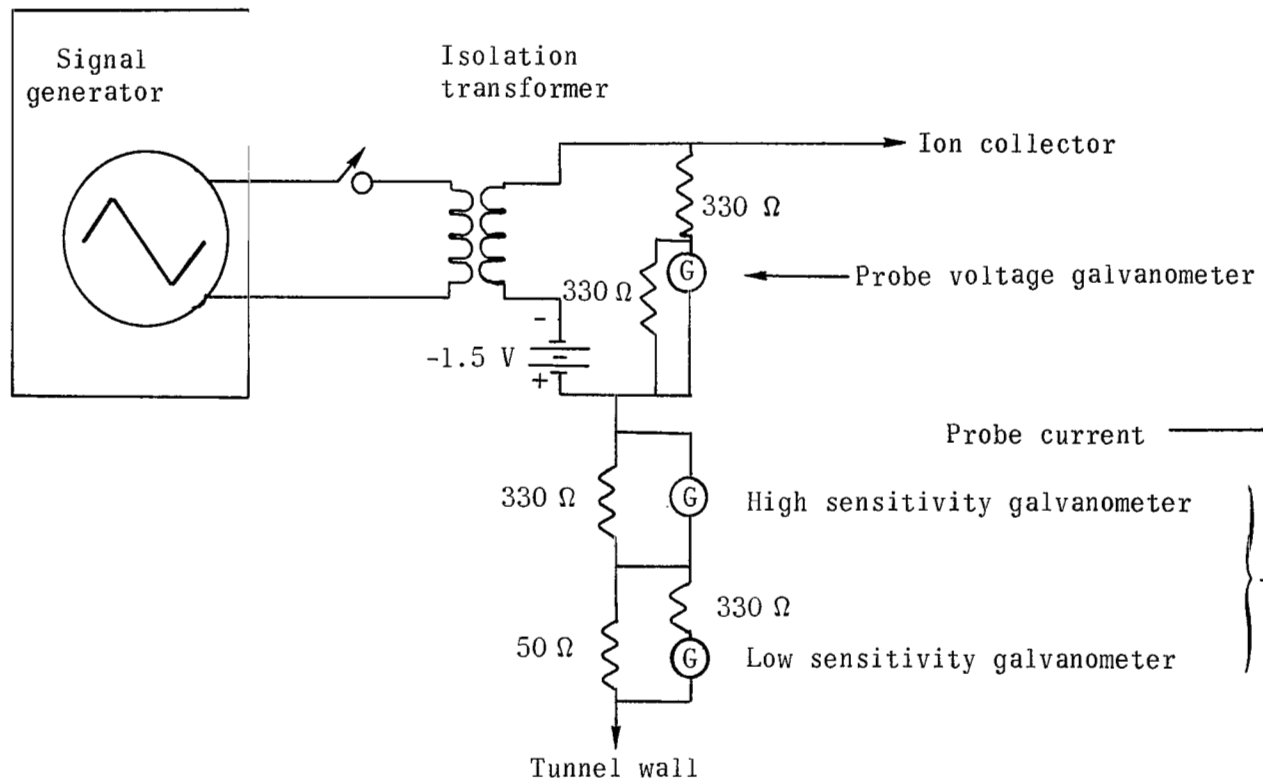 Signal
generator
Isolation
transformer
Ion collector
330 Ω
G
Probe voltage galvanometer
330 Ω
-
-1.5 V
+
Probe current
330 Ω
G
High sensitivity galvanometer
330 Ω
50 Ω
G
Low sensitivity galvanometer
Tunnel wall